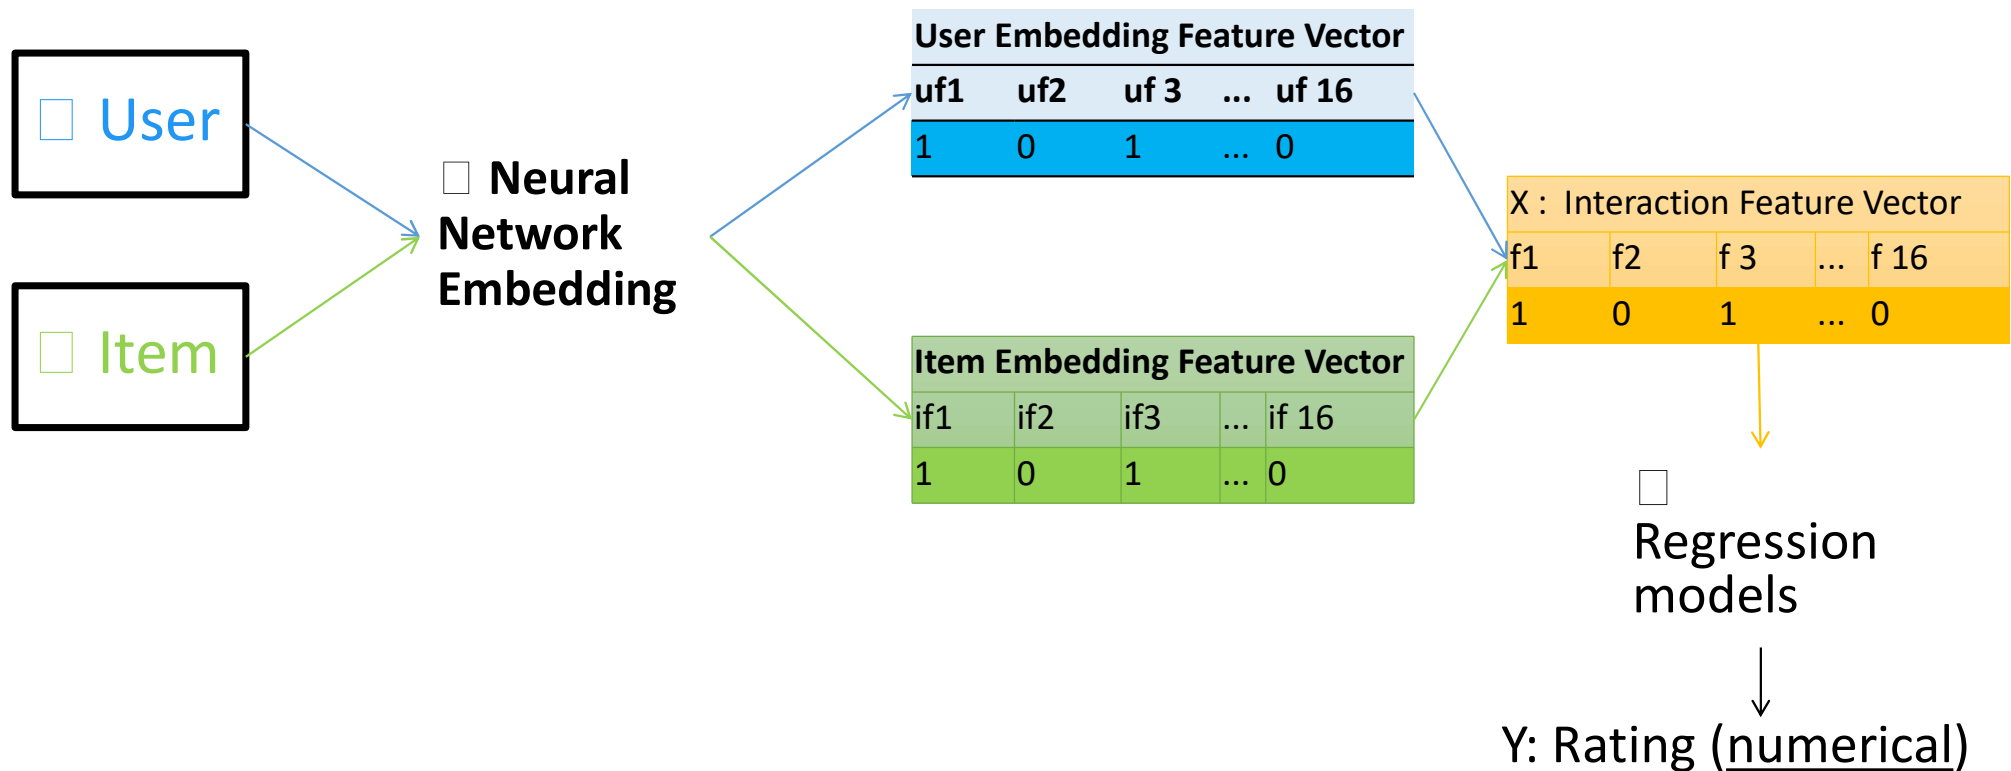 User
Item
Neural
Network
Embedding
User Embedding Feature Vector
uf1 uf2 uf 3 ... uf 16
1 0 1 ... 0
Item Embedding Feature Vector
if1 if2 if3 ... if 16
1 0 1 ... 0
X : Interaction Feature Vector
f1 f2 f 3 ... f 16
1 0 1 ... 0
Regression
models
Y: Rating (numerical)